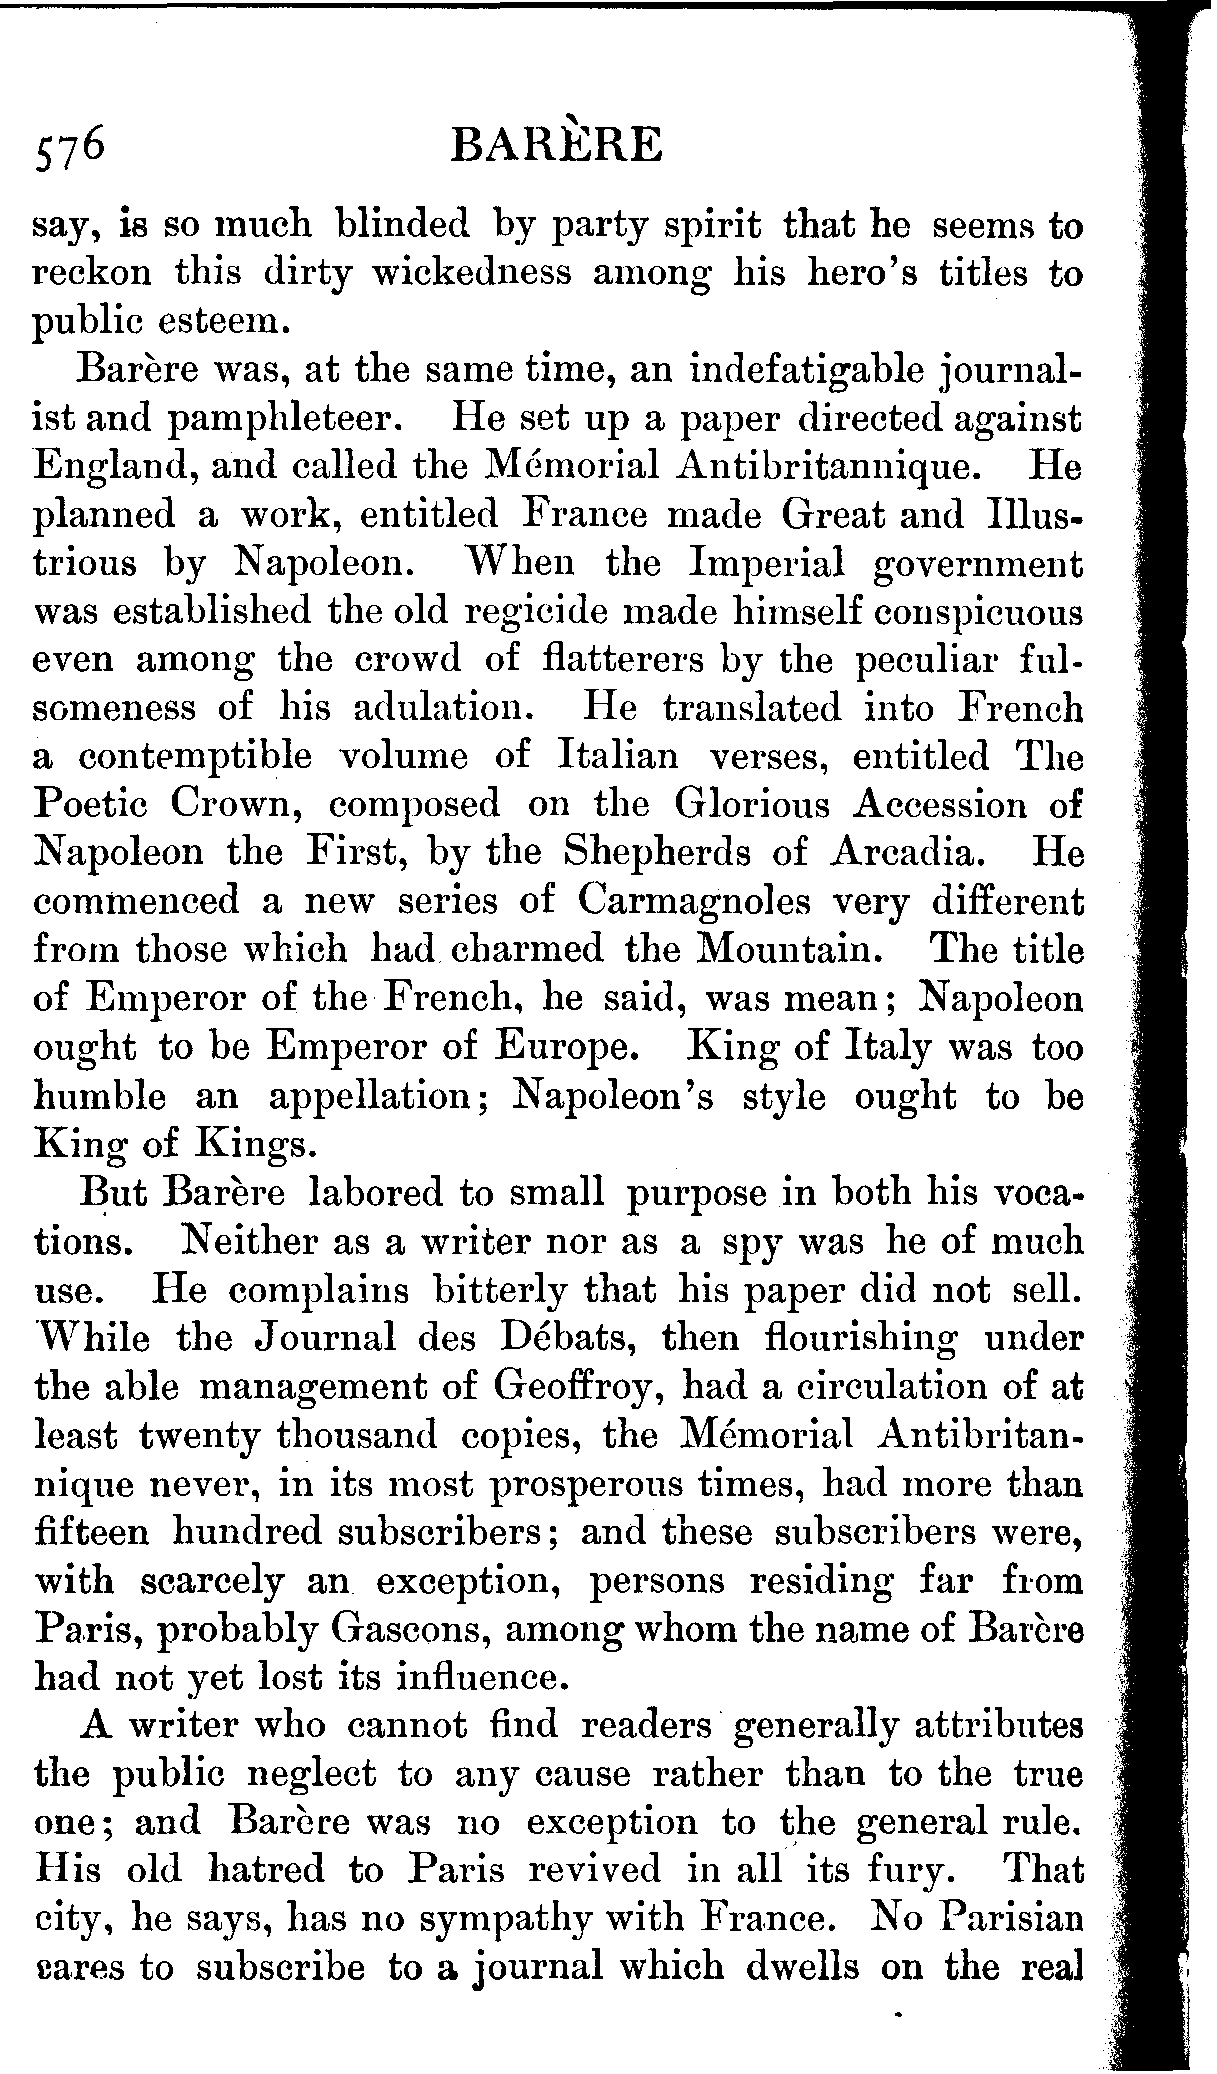 576 BARÈRE
say, is so much blinded by party spirit that he seems to
reckon this dirty wickedness among his hero's titles to
public esteem.
Barère was, at the same time, an indefatigable journal-
ist and pamphleteer. He set up a paper directed against
England, and called the Mémorial Antibritannique. He
planned a work, entitled France made Great and Illus-
trious by Napoleon. When the Imperial government
was established the old regicide made himself conspicuous
even among the crowd of flatterers by the peculiar ful-
someness of his adulation. He translated into French
a contemptible volume of Italian verses, entitled The
Poetic Crown, composed on the Glorious Accession of
Napoleon the First, by the Shepherds of Arcadia. He
commenced a new series of Carmagnoles very different
from those which had charmed the Mountain. The title
of Emperor of the French, he said, was mean; Napoleon
ought to be Emperor of Europe. King of Italy was too
humble an appellation; Napoleon's style ought to be
King of Kings.
But Barère labored to small purpose in both his voca-
tions. Neither as a writer nor as a spy was he of much
use. He complains bitterly that his paper did not sell.
While the Journal des Débats, then flourishing under
the able management of Geoffroy, had a circulation of at
least twenty thousand copies, the Mémorial Antibritan-
nique never, in its most prosperous times, had more than
fifteen hundred subscribers; and these subscribers were,
with scarcely an exception, persons residing far from
Paris, probably Gascons, among whom the name of Barère
had not yet lost its influence.
A writer who cannot find readers generally attributes
the public neglect to any cause rather than to the true
one; and Barère was no exception to the general rule.
His old hatred to Paris revived in all its fury. That
city, he says, has no sympathy with France. No Parisian
cares to subscribe to a journal which dwells on the real